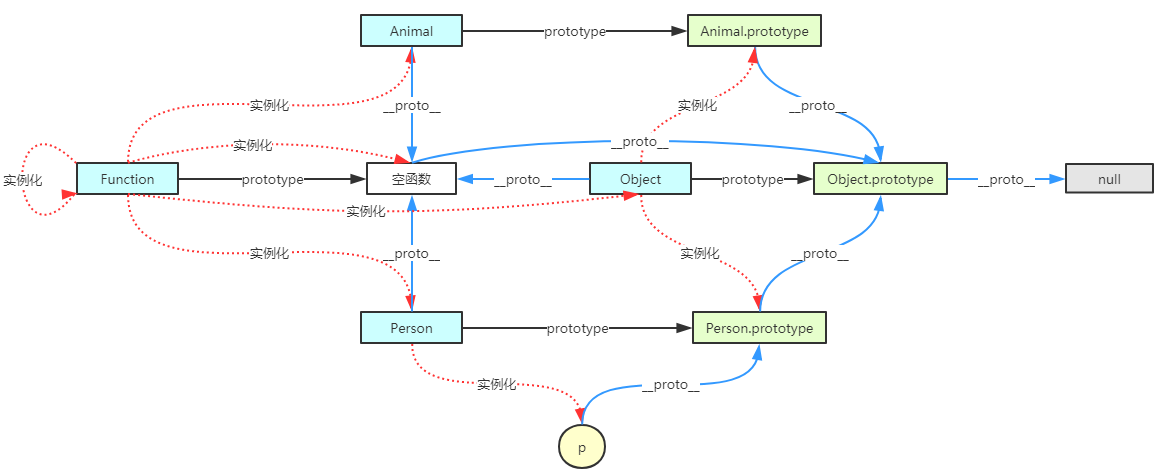 Animal
prototype
Animal.prototype
实例化
__proto__
实例化
__proto__
实例化
__proto__
实例化
Function
prototype
空函数
__proto__
Object
prototype
Object.prototype
__proto__
null
实例化
实例化
__proto__
实例化
__proto__
Person
prototype
Person.prototype
实例化
__proto__
p